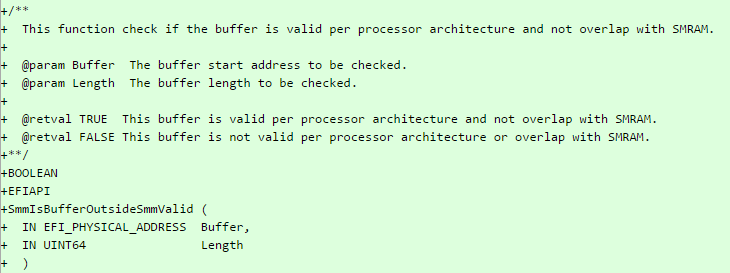 +/**
+  This function check if the buffer is valid per processor architecture and not overlap with SMRAM.
+
+  @param Buffer  The buffer start address to be checked.
+  @param Length  The buffer length to be checked.
+
+  @retval TRUE  This buffer is valid per processor architecture and not overlap with SMRAM.
+  @retval FALSE This buffer is not valid per processor architecture or overlap with SMRAM.
+**/
+BOOLEAN
+EFIAPI
+SmmIsBufferOutsideSmmValid (
+  IN EFI_PHYSICAL_ADDRESS  Buffer,
+  IN UINT64                Length
+  )